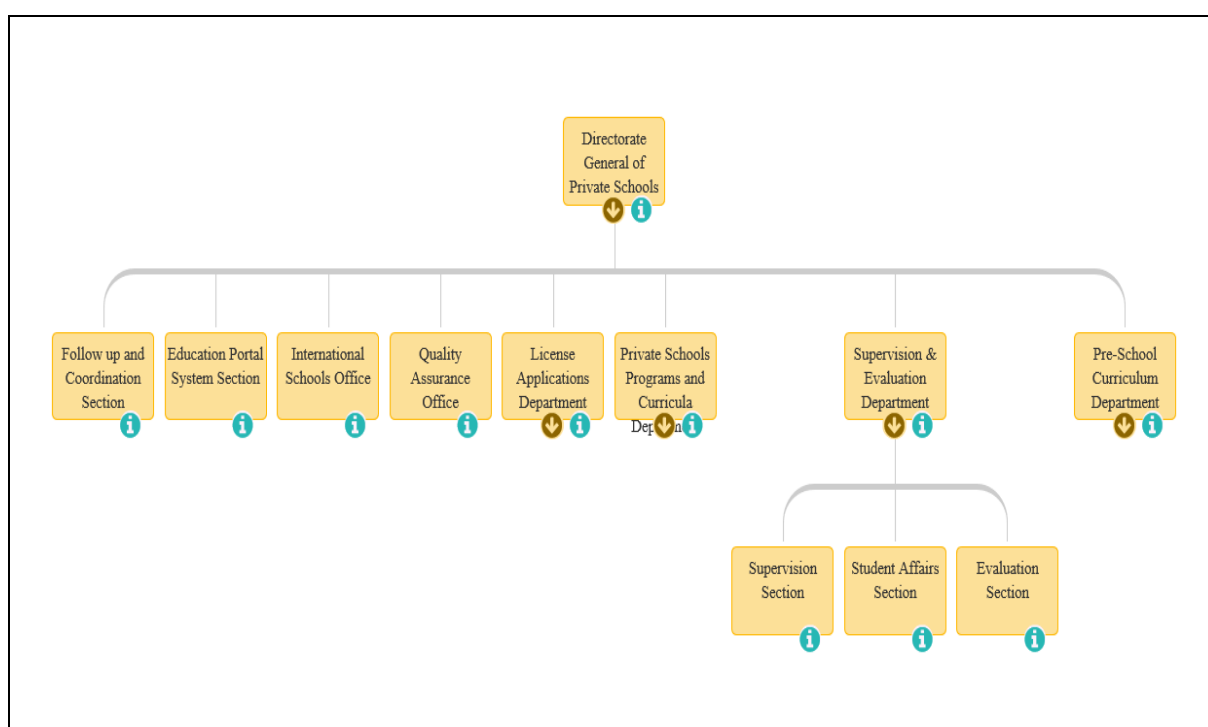 Directorate
General of
Private Schools
Follow up and
Coordination
Section
Education Portal
System Section
International
Schools Office
Quality
Assurance
Office
License
Applications
Department
Private Schools
Programs and
Curricula
Supervision &
Evaluation
Department
Pre-School
Curriculum
Department
Supervision
Section
Student Affairs
Section
Evaluation
Section